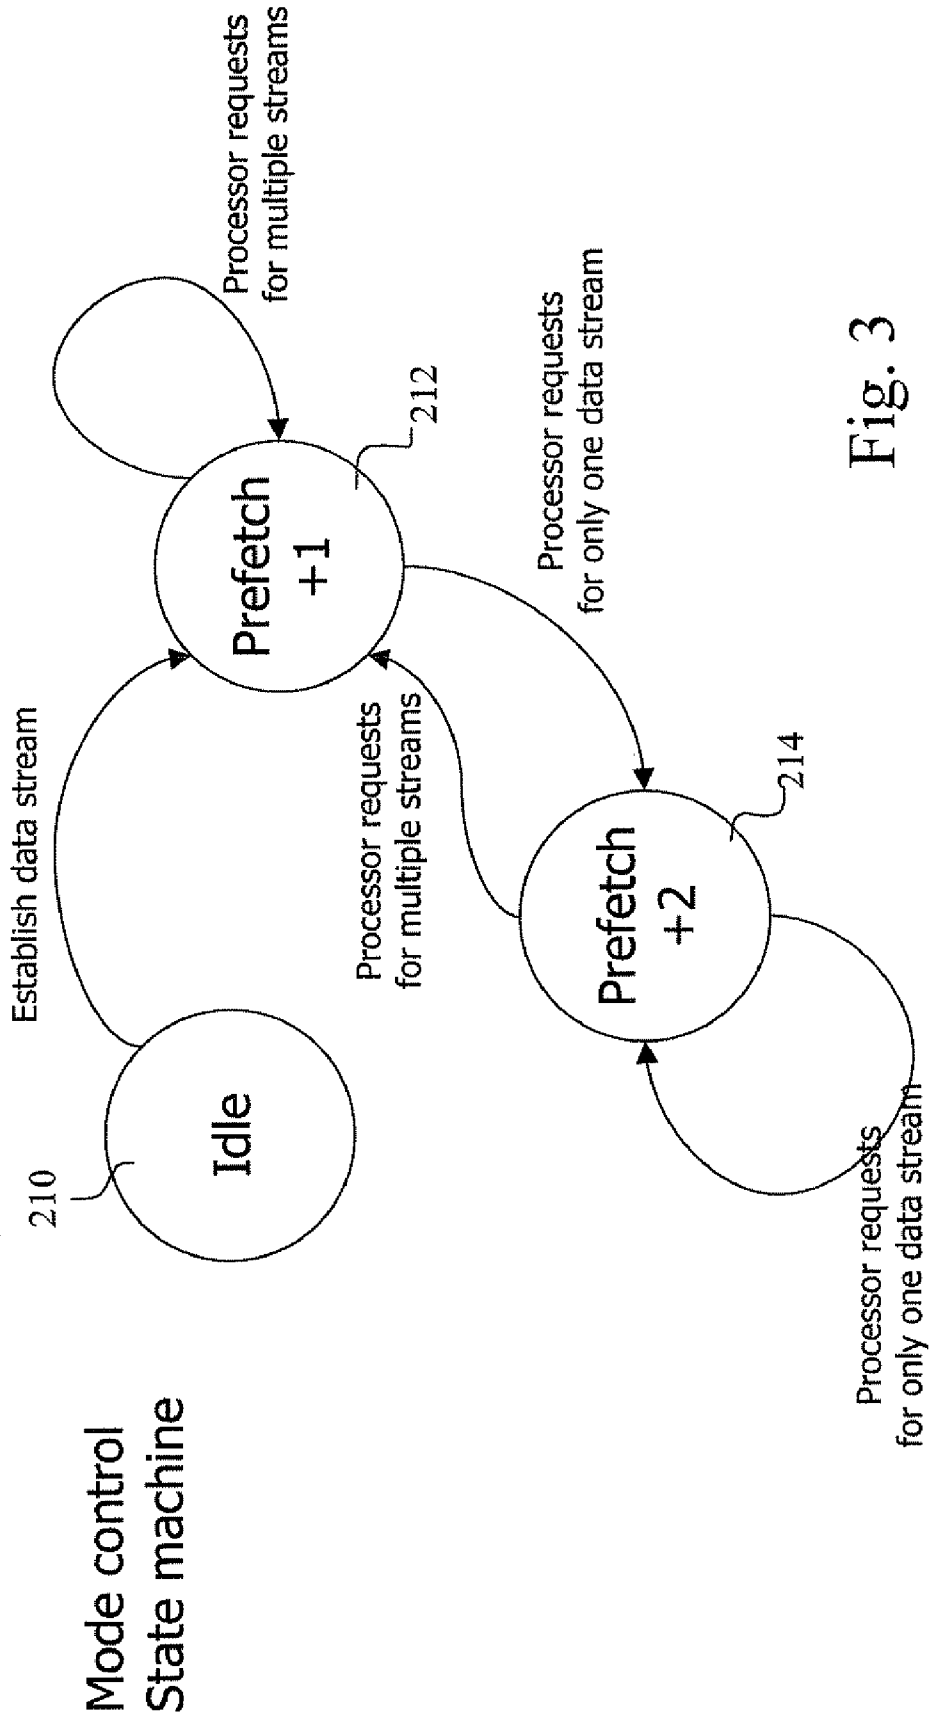 Mode control
State machine
210
Idle
Establish data stream
Prefetch
+1
212
Processor requests
for multiple streams
Processor requests
for multiple streams
Processor requests
for only one data stream
Prefetch
+2
214
Processor requests
for only one data stream
Fig. 3